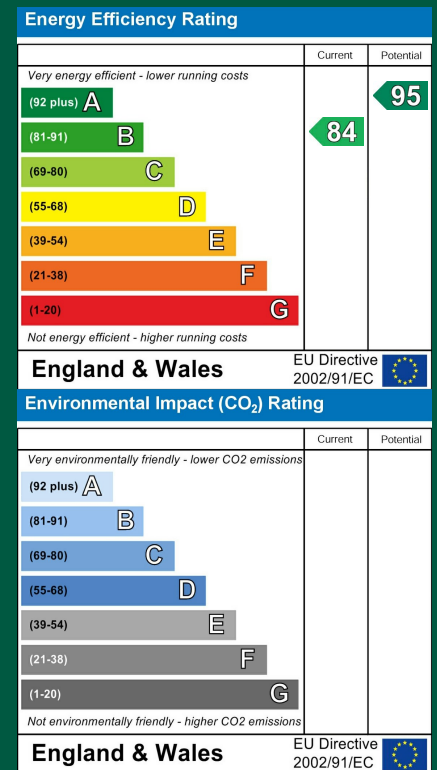 Energy Efficiency Rating
Current Potential
Very energy efficient - lower running costs
(92 plus) A 95
(81-91) B 84
(69-80) C
(55-68) D
(39-54) E
(21-38) F
(1-20) G
Not energy efficient - higher running costs
England & Wales EU Directive 2002/91/EC
Environmental Impact (CO₂) Rating
Current Potential
Very environmentally friendly - lower CO2 emissions
(92 plus) A
(81-91) B
(69-80) C
(55-68) D
(39-54) E
(21-38) F
(1-20) G
Not environmentally friendly - higher CO2 emissions
England & Wales EU Directive 2002/91/EC